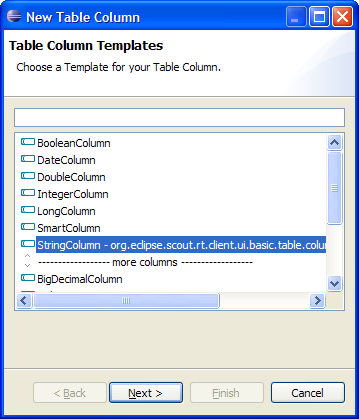 New Table Column
Table Column Templates
Choose a Template for your Table Column.
BooleanColumn
DateColumn
DoubleColumn
IntegerColumn
LongColumn
SmartColumn
StringColumn - org.eclipse.scout.rt.client.ui.basic.table.colu
------------------ more columns ------------------
BigDecimalColumn
< Back
Next >
Finish
Cancel